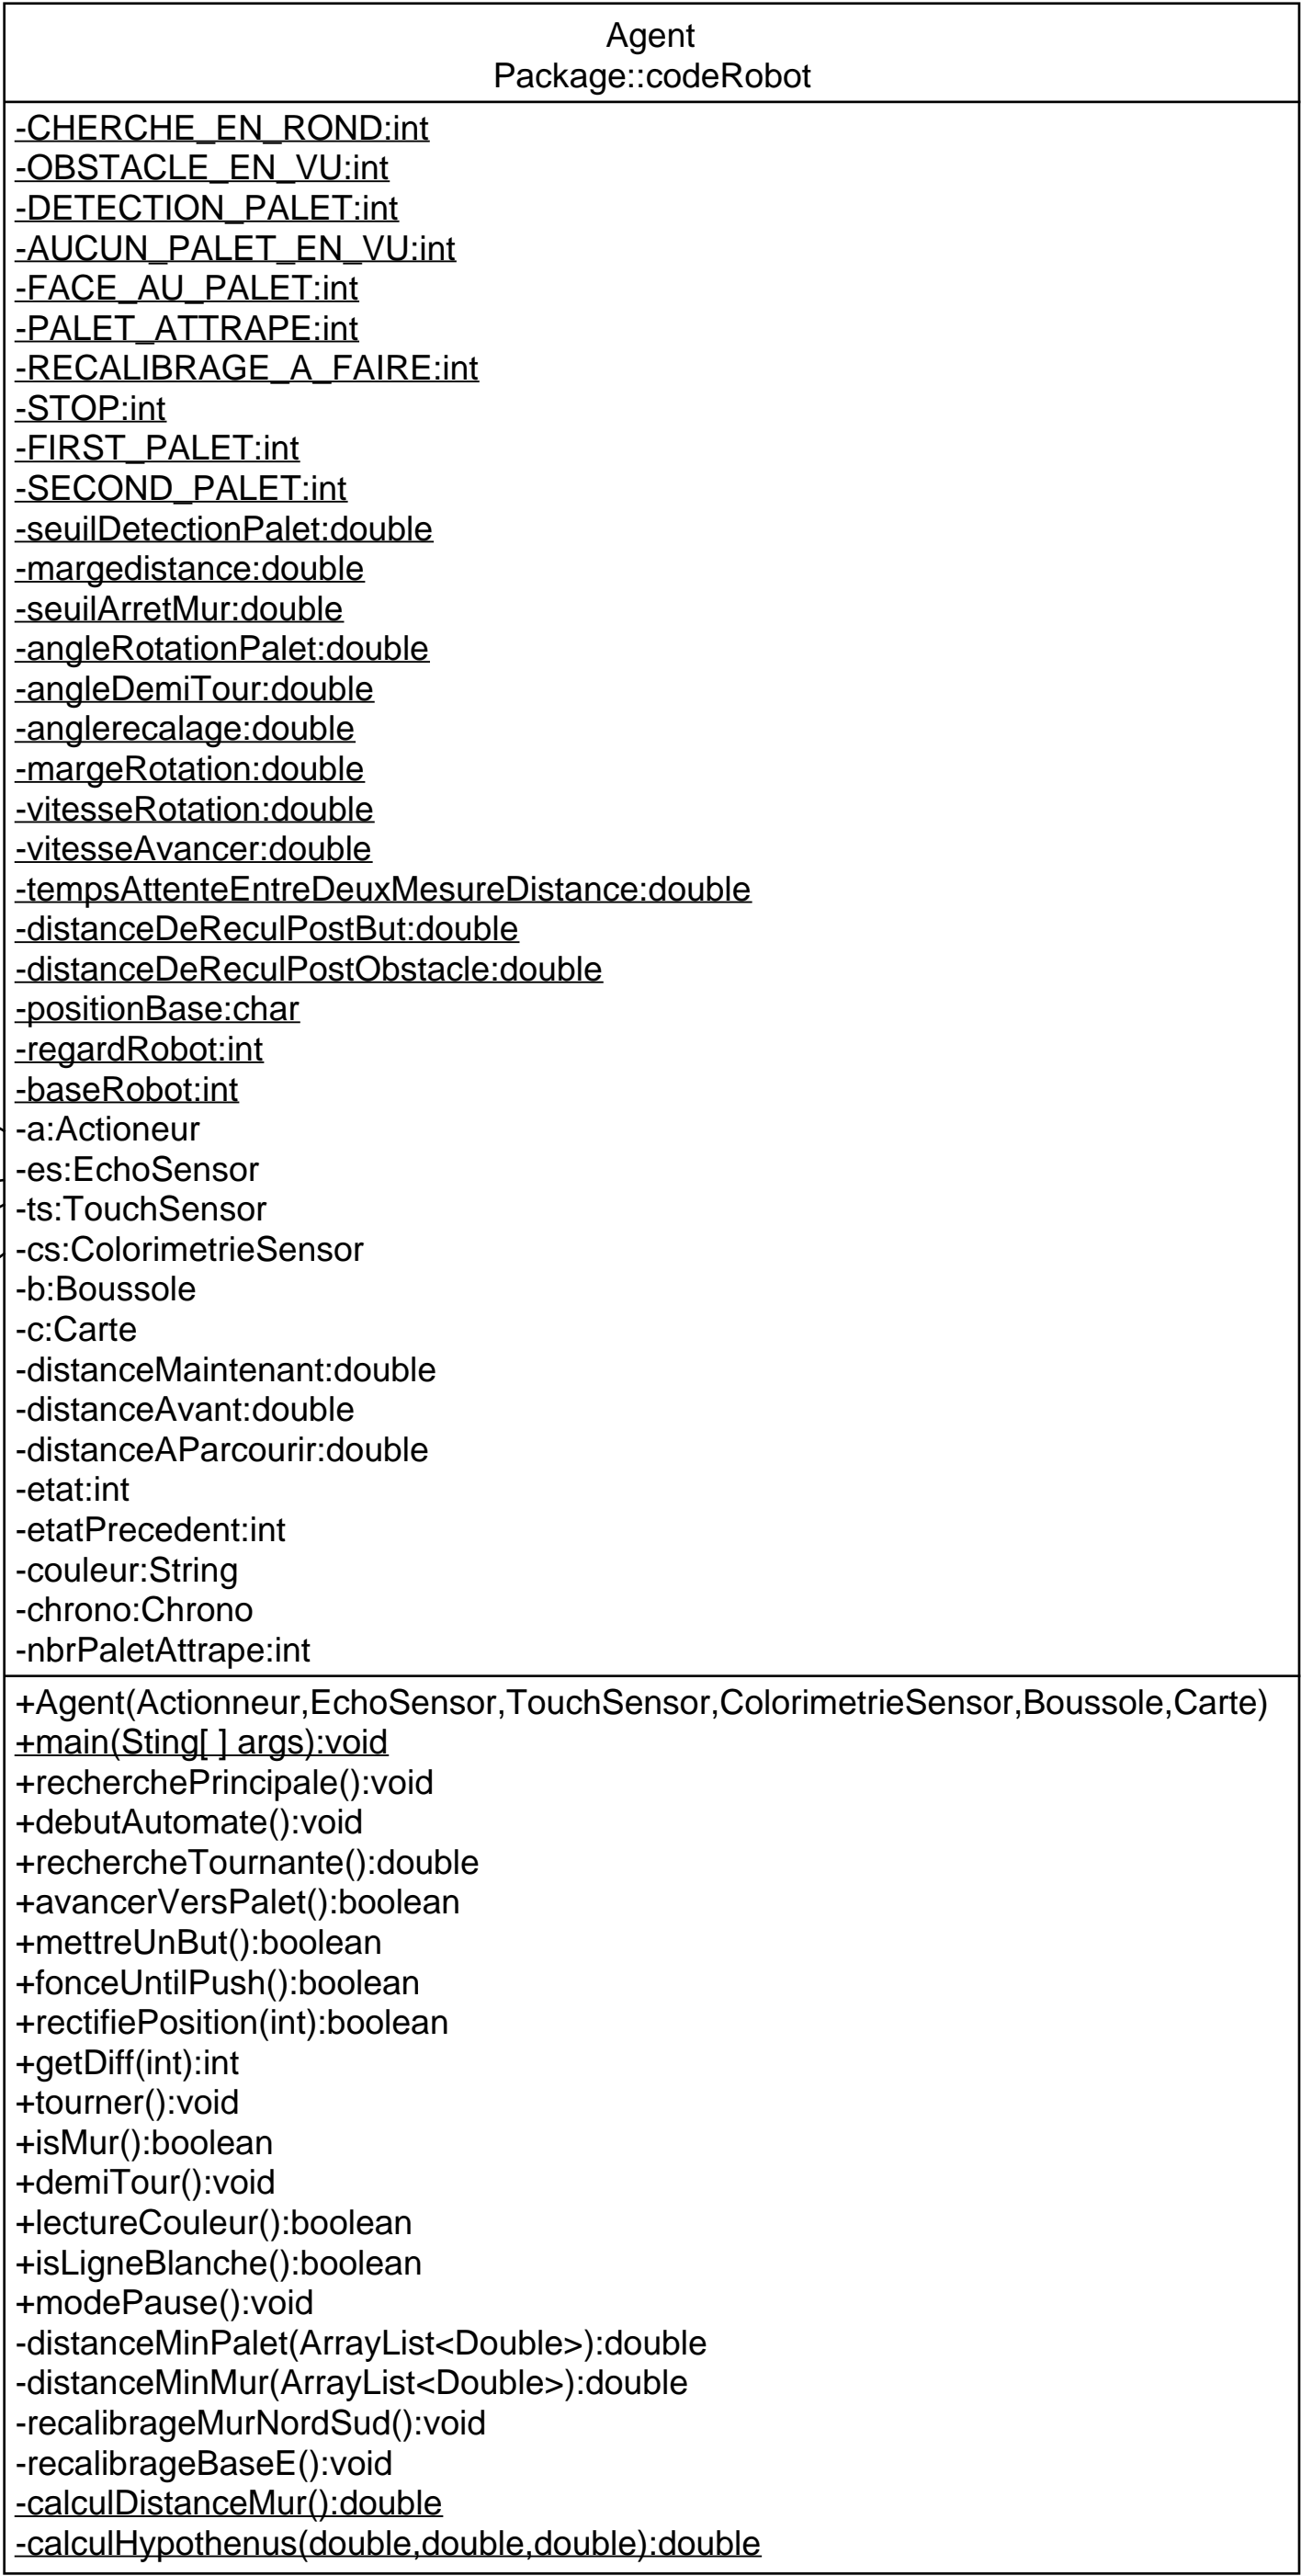 Agent
Package::codeRobot
-CHERCHE_EN_ROND:int
-OBSTACLE_EN_VU:int
-DETECTION_PALET:int
-AUCUN_PALET_EN_VU:int
-FACE_AU_PALET:int
-PALET_ATTRAPE:int
-RECALIBRAGE_A_FAIRE:int
-STOP:int
-FIRST_PALET:int
-SECOND_PALET:int
-seuilDetectionPalet:double
-margedistance:double
-seuilArretMur:double
-angleRotationPalet:double
-angleDemiTour:double
-anglerecalage:double
-margeRotation:double
-vitesseRotation:double
-vitesseAvancer:double
-tempsAttenteEntreDeuxMesureDistance:double
-distanceDeReculPostBut:double
-distanceDeReculPostObstacle:double
-positionBase:char
-regardRobot:int
-baseRobot:int
-a:Actioneur
-es:EchoSensor
-ts:TouchSensor
-cs:ColorimetrieSensor
-b:Boussole
-c:Carte
-distanceMaintenant:double
-distanceAvant:double
-distanceAParcourir:double
-etat:int
-etatPrecedent:int
-couleur:String
-chrono:Chrono
-nbrPaletAttrape:int
+Agent(Actionneur,EchoSensor,TouchSensor,ColorimetrieSensor,Boussole,Carte)
+main(Sting[ ] args):void
+recherchePrincipale():void
+debutAutomate():void
+rechercheTournante():double
+avancerVersPalet():boolean
+mettreUnBut():boolean
+fonceUntilPush():boolean
+rectifiePosition(int):boolean
+getDiff(int):int
+tourner():void
+isMur():boolean
+demiTour():void
+lectureCouleur():boolean
+isLigneBlanche():boolean
+modePause():void
-distanceMinPalet(ArrayList<Double>):double
-distanceMinMur(ArrayList<Double>):double
-recalibrageMurNordSud():void
-recalibrageBaseE():void
-calculDistanceMur():double
-calculHypothenus(double,double,double):double